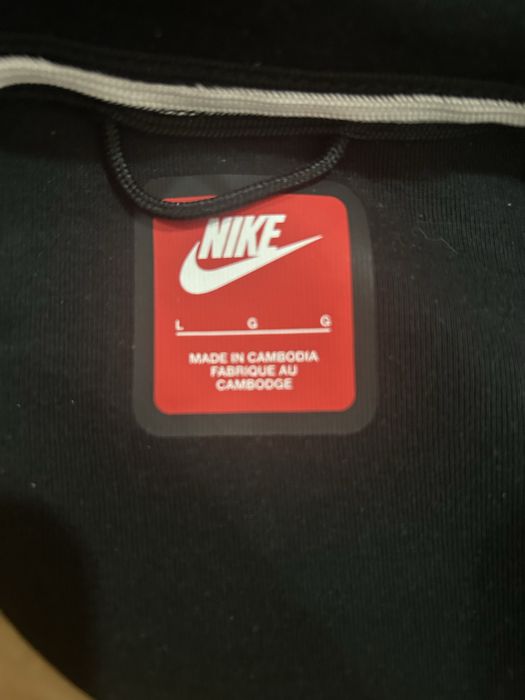 NIKE
L G G
MADE IN CAMBODIA
FABRIQUE AU
CAMBODGE